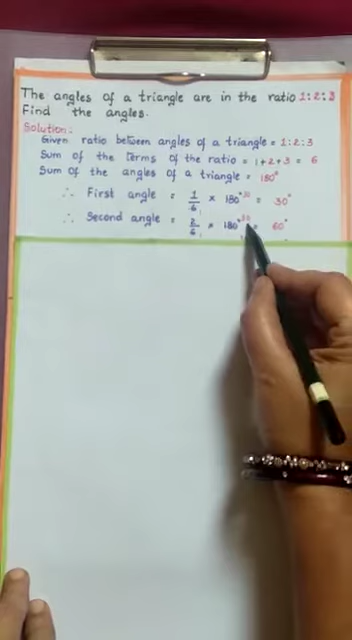 The angles of a triangle are in the ratio 1:2:3
Find the angles.
Solution:
Given ratio between angles of a triangle = 1:2:3
Sum of the terms of the ratio = 1+2+3 = 6
Sum of the angles of a triangle = 180°
∴ First angle = 1/6 × 180° 30 = 30°
∴ Second angle = 2/6 × 180° 30 = 60°